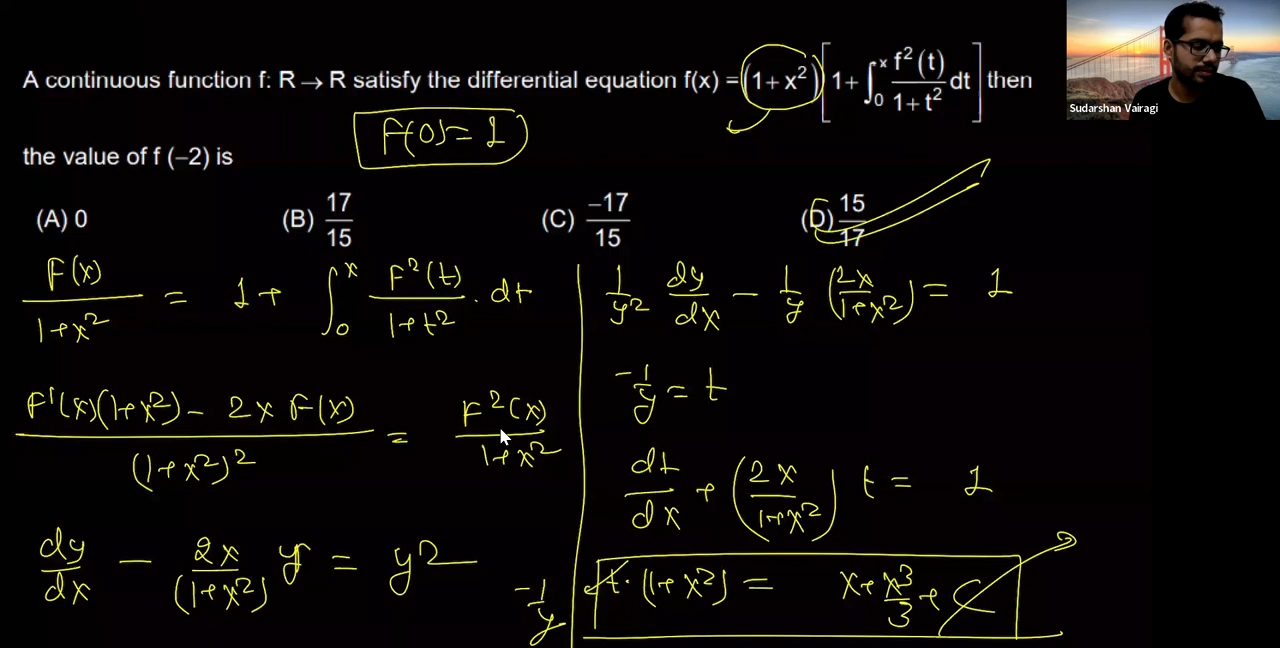 A continuous function f: R → R satisfy the differential equation f(x) = (1+x²) [1+ ∫₀ˣ f²(t)/(1+t²) dt] then
Sudarshan Vairagi
f(0) = 1
the value of f (–2) is
(A) 0 (B) 17/15 (C) –17/15 (D) 15/17
F(x)/(1+x²) = 1 + ∫₀ˣ F²(t)/(1+t²) . dt
(F'(x)(1+x²) - 2x F(x))/(1+x²)² = F²(x)/(1+x²)
dy/dx - 2x/(1+x²) y = y²
-1/y
1/y² dy/dx - 1/y (2x/(1+x²)) = 1
-1/y = t
dt/dx + (2x/(1+x²)) t = 1
t. (1+x²) = x + x³/3 + C